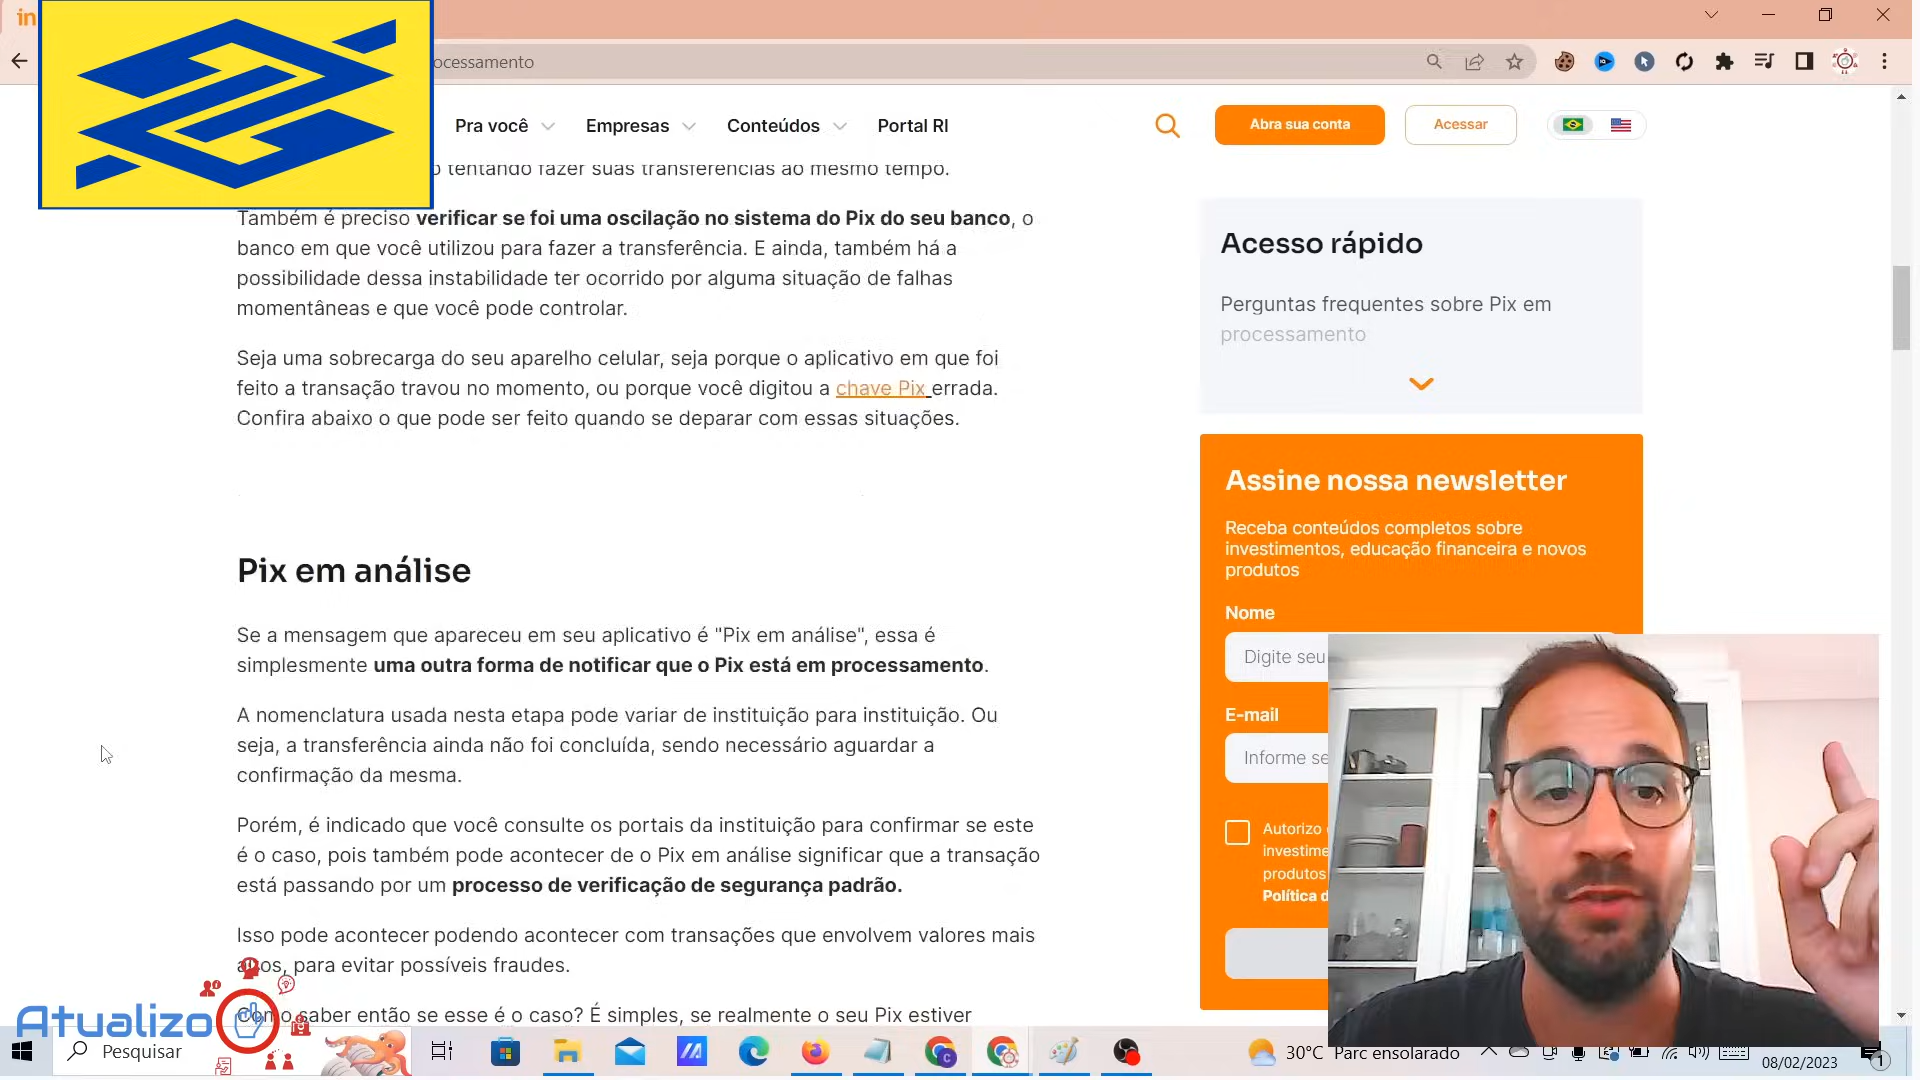 in
ocessamento
Pra você
Empresas
Conteúdos
Portal RI
Abra sua conta
Acessar
o tentando fazer suas transferências ao mesmo tempo.
Também é preciso verificar se foi uma oscilação no sistema do Pix do seu banco, o
banco em que você utilizou para fazer a transferência. E ainda, também há a
possibilidade dessa instabilidade ter ocorrido por alguma situação de falhas
momentâneas e que você pode controlar.
Seja uma sobrecarga do seu aparelho celular, seja porque o aplicativo em que foi
feito a transação travou no momento, ou porque você digitou a chave Pix errada.
Confira abaixo o que pode ser feito quando se deparar com essas situações.
Pix em análise
Se a mensagem que apareceu em seu aplicativo é "Pix em análise", essa é
simplesmente uma outra forma de notificar que o Pix está em processamento.
A nomenclatura usada nesta etapa pode variar de instituição para instituição. Ou
seja, a transferência ainda não foi concluída, sendo necessário aguardar a
confirmação da mesma.
Porém, é indicado que você consulte os portais da instituição para confirmar se este
é o caso, pois também pode acontecer de o Pix em análise significar que a transação
está passando por um processo de verificação de segurança padrão.
Isso pode acontecer podendo acontecer com transações que envolvem valores mais
para evitar possíveis fraudes.
saber então se esse é o caso? É simples, se realmente o seu Pix estiver
Acesso rápido
Perguntas frequentes sobre Pix em
processamento
Assine nossa newsletter
Receba conteúdos completos sobre
investimentos, educação financeira e novos
produtos
Nome
Digite seu
E-mail
Informe se
Autorizo
investime
produtos
Política d
Atualizo
Pesquisar
30°C Parc ensolarado
08/02/2023
1